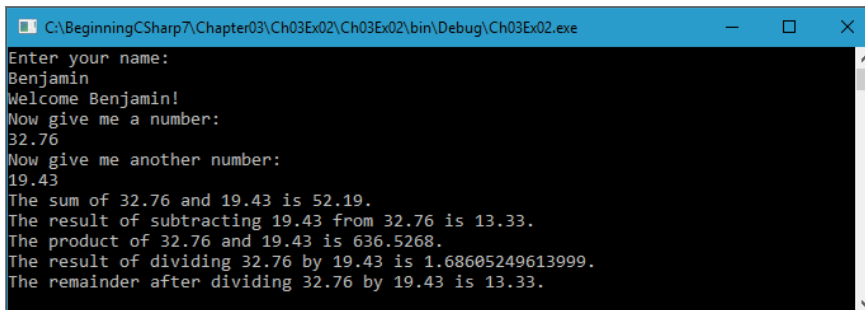 C:\BeginningCSharp7\Chapter03\Ch03Ex02\Ch03Ex02\bin\Debug\Ch03Ex02.exe
Enter your name:
Benjamin
Welcome Benjamin!
Now give me a number:
32.76
Now give me another number:
19.43
The sum of 32.76 and 19.43 is 52.19.
The result of subtracting 19.43 from 32.76 is 13.33.
The product of 32.76 and 19.43 is 636.5268.
The result of dividing 32.76 by 19.43 is 1.68605249613999.
The remainder after dividing 32.76 by 19.43 is 13.33.